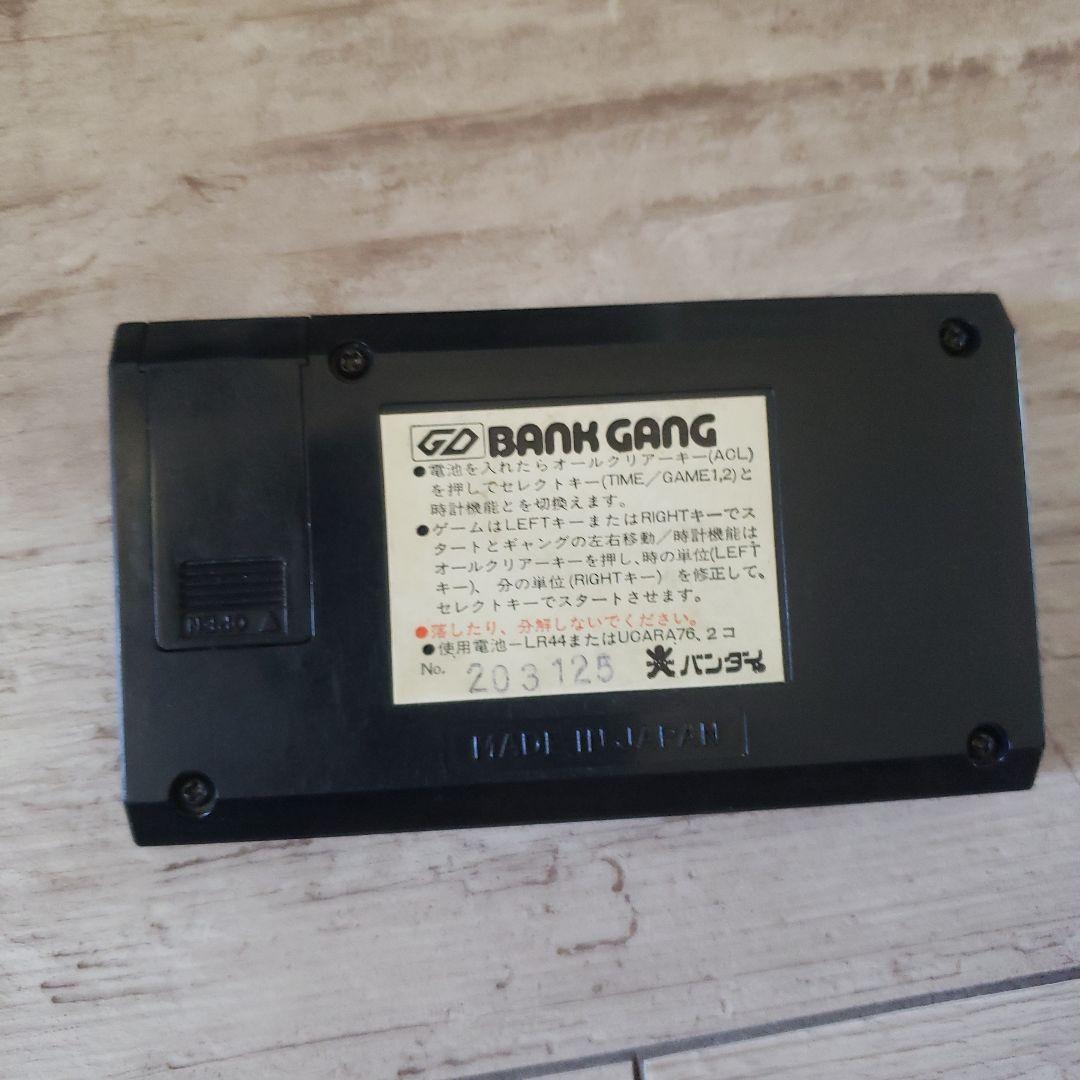 GD BANK GANG
●電池を入れたらオールクリアーキー(ACL)
を押してセレクトキー(TIME/GAME1,2)と
時計機能とを切換えます。
●ゲームはLEFTキーまたはRIGHTキーでス
タートとギャングの左右移動/時計機能は
オールクリアーキーを押し、時の単位(LEFT
キー)、分の単位(RIGHTキー)を修正して。
セレクトキーでスタートさせます。
●落したり、分解しないでください。
●使用電池-LR44またはUCARA76、2コ
No. 203125 バンダイ
MADE IN JAPAN
OPEN